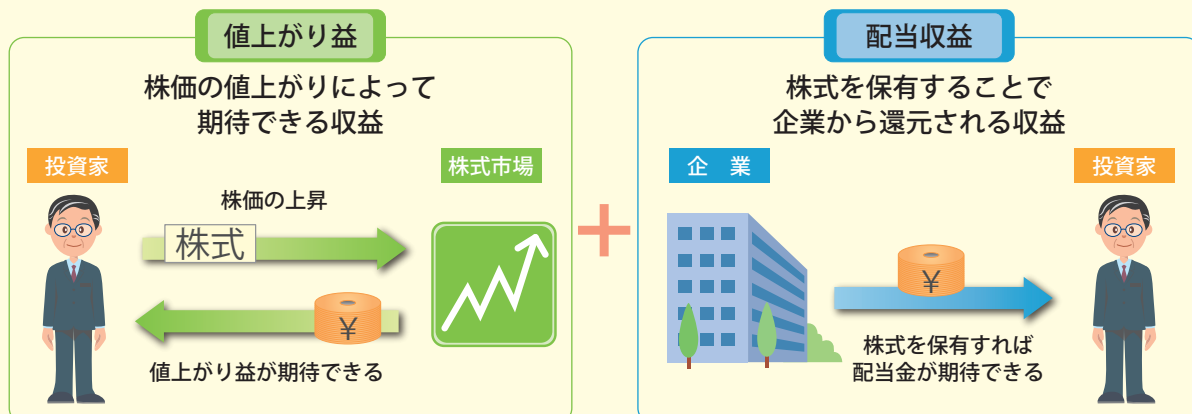 値上がり益
株価の値上がりによって
期待できる収益
投資家
株式市場
株価の上昇
株式
¥
値上がり益が期待できる
+
配当収益
株式を保有することで
企業から還元される収益
企　業
投資家
¥
株式を保有すれば
配当金が期待できる